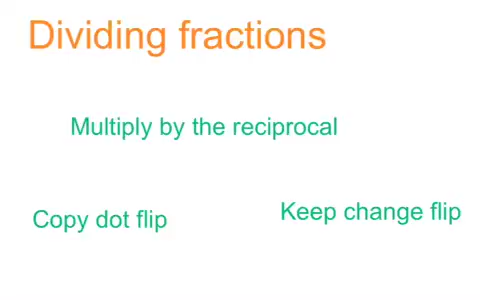 Dividing fractions
Multiply by the reciprocal
Copy dot flip
Keep change flip